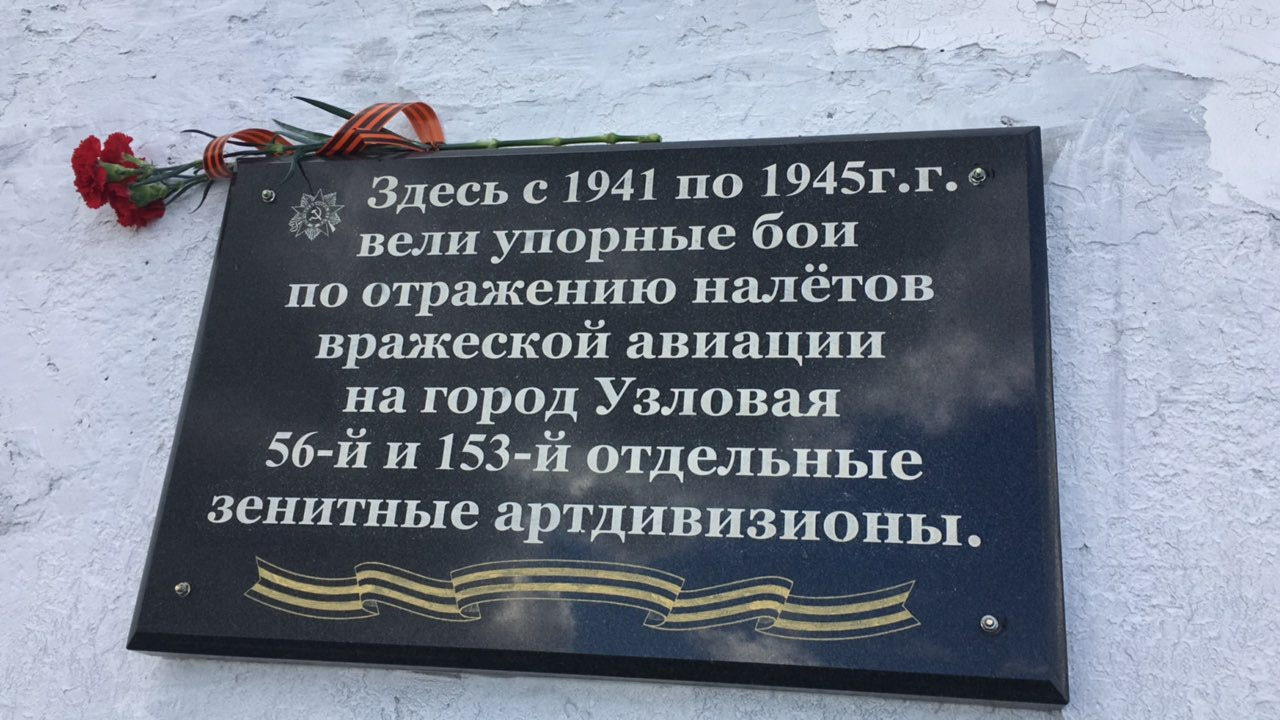 Здесь с 1941 по 1945г.г.
вели упорные бои
по отражению налётов
вражеской авиации
на город Узловая
56-й и 153-й отдельные
зенитные артдивизионы.